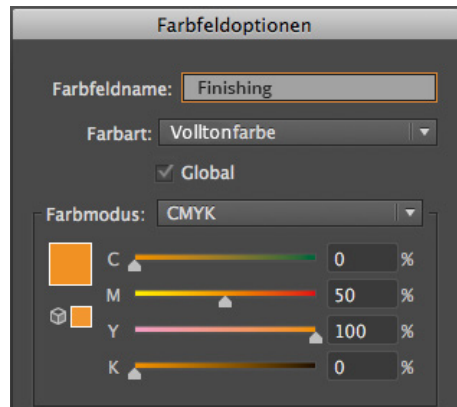 Farbfeldoptionen
Farbfeldname: Finishing
Farbart: Volltonfarbe
Global
Farbmodus: CMYK
C 0 %
M 50 %
Y 100 %
K 0 %